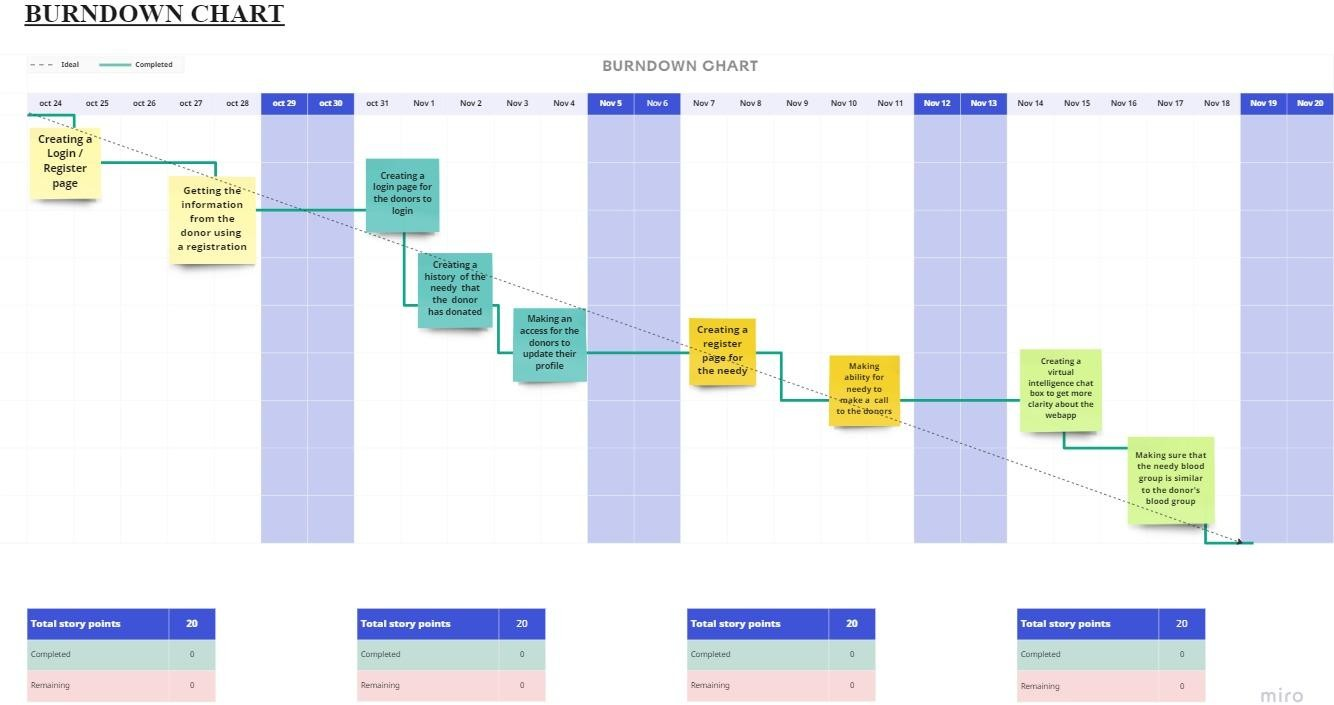 BURNDOWN CHART
Ideal
Completed
BURNDOWN CHART
oct 24 oct 25 oct 26 oct 27 oct 28 oct 29 oct 30 oct 31 Nov 1 Nov 2 Nov 3 Nov 4 Nov 5 Nov 6 Nov 7 Nov 8 Nov 9 Nov 10 Nov 11 Nov 12 Nov 13 Nov 14 Nov 15 Nov 16 Nov 17 Nov 18 Nov 19 Nov 20
Creating a
Login /
Register
page
Getting the
information
from the
donor using
a registration
Creating a
login page for
the donors to
login
Creating a
history of the
needy that
the donor
has donated
Making an
access for the
donors to
update their
profile
Creating a
register
page for
the needy
Making
ability for
needy to
make a call
to the donors
Creating a
virtual
intelligence chat
box to get more
clarity about the
webapp
Making sure that
the needy blood
group is similar
to the donor's
blood group
Total story points 20
Completed 0
Remaining 0
Total story points 20
Completed 0
Remaining 0
Total story points 20
Completed 0
Remaining 0
Total story points 20
Completed 0
Remaining 0
miro